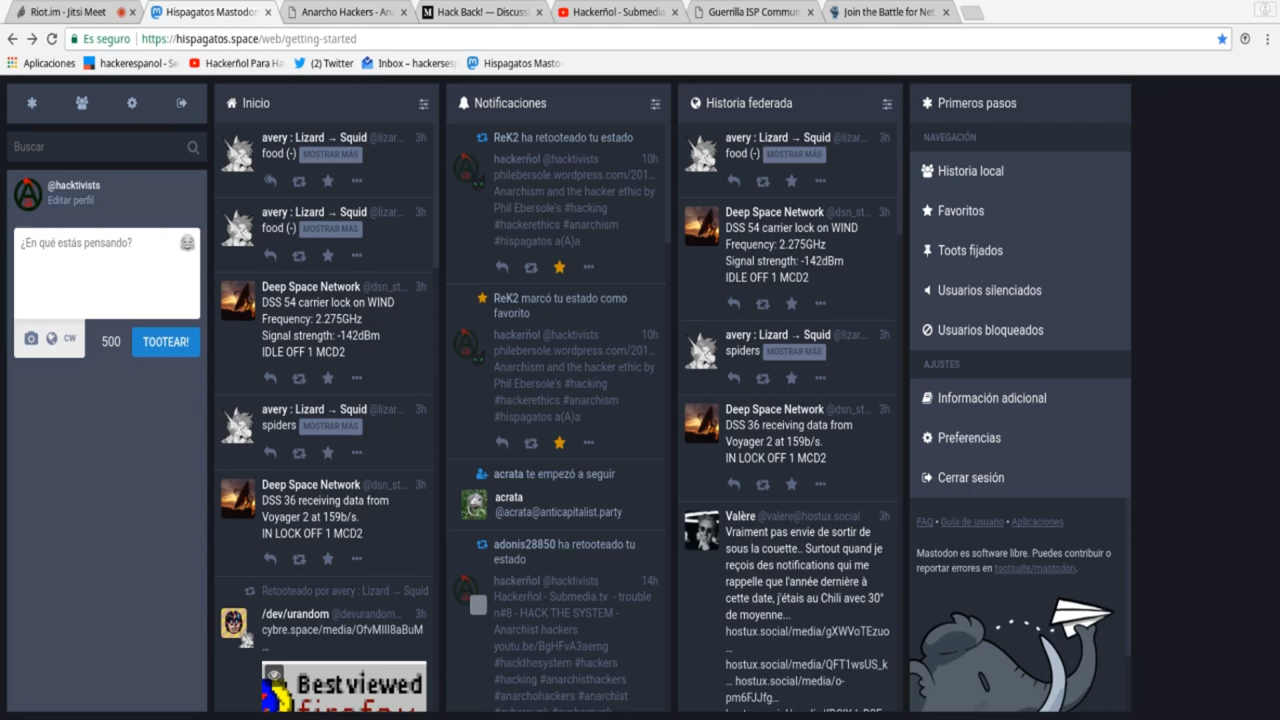 Riot.im - Jitsi Meet
Hispagatos Mastodon
Anarcho Hackers - An
Hack Back! — Discuss
Hackerñol - Submedia
Guerrilla ISP Commun
Join the Battle for Net
Es seguro
https://hispagatos.space/web/getting-started
Aplicaciones
hackerespanol - Se
Hackerñol Para Ha
(2) Twitter
Inbox – hackerses
Hispagatos Masto
Buscar
@hacktivists
Editar perfil
¿En qué estás pensando?
CW
500
TOOTEAR!
Inicio
avery : Lizard → Squid @lizar... 3h
food (-) MOSTRAR MÁS
avery : Lizard → Squid @lizar... 3h
food (-) MOSTRAR MÁS
Deep Space Network @dsn_st... 3h
DSS 54 carrier lock on WIND
Frequency: 2.275GHz
Signal strength: -142dBm
IDLE OFF 1 MCD2
avery : Lizard → Squid @lizar... 3h
spiders MOSTRAR MÁS
Deep Space Network @dsn_st... 3h
DSS 36 receiving data from
Voyager 2 at 159b/s.
IN LOCK OFF 1 MCD2
Retooteado por avery : Lizard → Squid
/dev/urandom @devurandom... 3h
cybre.space/media/OfvMIII8aBuM
...
Best viewed
firefox
Notificaciones
ReK2 ha retooteado tu estado
hackerñol @hacktivists 10h
philebersole.wordpress.com/201...
Anarchism and the hacker ethic by
Phil Ebersole's #hacking
#hackerethics #anarchism
#hispagatos a(A)a
ReK2 marcó tu estado como
favorito
hackerñol @hacktivists 10h
philebersole.wordpress.com/201...
Anarchism and the hacker ethic by
Phil Ebersole's #hacking
#hackerethics #anarchism
#hispagatos a(A)a
acrata te empezó a seguir
acrata
@acrata@anticapitalist.party
adonis28850 ha retooteado tu
estado
hackerñol @hacktivists 14h
Hackerñol - Submedia.tv - trouble
n#8 - HACK THE SYSTEM -
Anarchist hackers
youtu.be/BgHFvA3aemg
#hackthesystem #hackers
#hacking #anarchisthackers
#anarchohackers #anarchist
Historia federada
avery : Lizard → Squid @lizar... 3h
food (-) MOSTRAR MÁS
Deep Space Network @dsn_st... 3h
DSS 54 carrier lock on WIND
Frequency: 2.275GHz
Signal strength: -142dBm
IDLE OFF 1 MCD2
avery : Lizard → Squid @lizar... 3h
spiders MOSTRAR MÁS
Deep Space Network @dsn_st... 3h
DSS 36 receiving data from
Voyager 2 at 159b/s.
IN LOCK OFF 1 MCD2
Valère @valere@hostux.social 3h
Vraiment pas envie de sortir de
sous la couette.. Surtout quand je
reçois des notifications qui me
rappelle que l'année dernière à
cette date, j'étais au Chili avec 30°
de moyenne...
hostux.social/media/gXWVoTEzuo
...
hostux.social/media/QFT1wsUS_k
... hostux.social/media/o-
pm6FJJfg...
Primeros pasos
NAVEGACIÓN
Historia local
Favoritos
Toots fijados
Usuarios silenciados
Usuarios bloqueados
AJUSTES
Información adicional
Preferencias
Cerrar sesión
FAQ • Guía de usuario • Aplicaciones
Mastodon es software libre. Puedes contribuir o
reportar errores en tootsuite/mastodon.